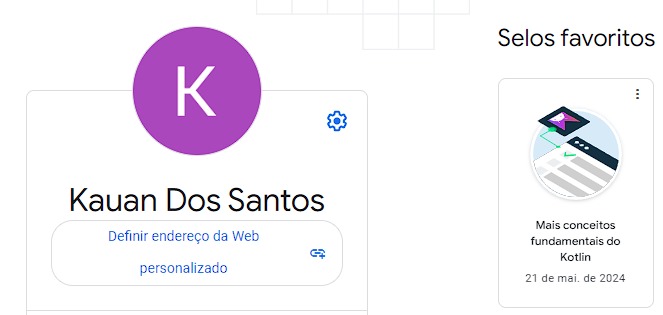 K
Kauan Dos Santos
Definir endereço da Web
personalizado
Selos favoritos
Mais conceitos
fundamentais do
Kotlin
21 de mai. de 2024